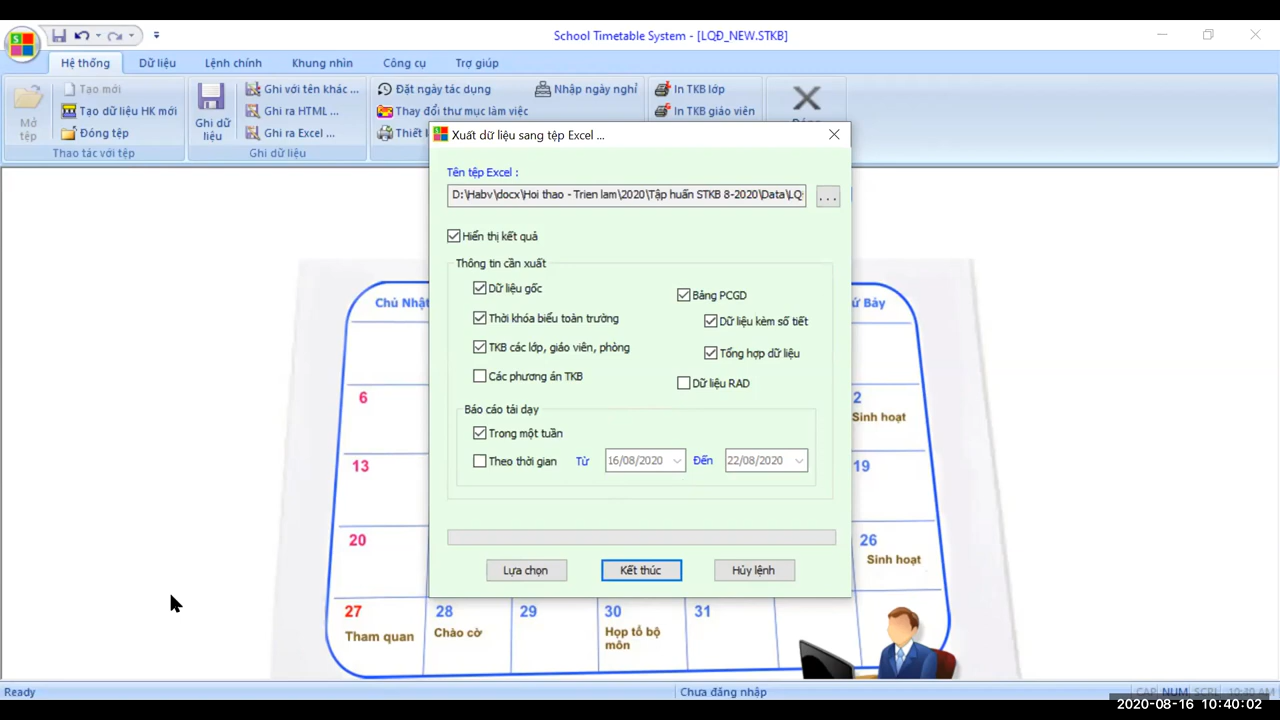 School Timetable System - [LQĐ_NEW.STKB]
Hệ thống Dữ liệu Lệnh chính Khung nhìn Công cụ Trợ giúp
Mở tệp
Tạo mới
Tạo dữ liệu HK mới
Đóng tệp
Thao tác với tệp
Ghi dữ liệu
Ghi với tên khác ...
Ghi ra HTML ...
Ghi ra Excel ...
Ghi dữ liệu
Đặt ngày tác dụng
Nhập ngày nghỉ
Thay đổi thư mục làm việc
Thiết
In TKB lớp
In TKB giáo viên
Xuất dữ liệu sang tệp Excel ...
Tên tệp Excel :
D:\Habv\docx\Hoi thao - Trien lam\2020\Tập huấn STKB 8-2020\Data\LQ
...
Hiển thị kết quả
Thông tin cần xuất
Dữ liệu gốc
Bảng PCGD
Thời khóa biểu toàn trường
Dữ liệu kèm số tiết
TKB các lớp, giáo viên, phòng
Tổng hợp dữ liệu
Các phương án TKB
Dữ liệu RAD
Báo cáo tải dạy
Trong một tuần
Theo thời gian Từ 16/08/2020 Đến 22/08/2020
Lựa chọn Kết thúc Hủy lệnh
Chủ Nhật
ứ Bảy
6
2
Sinh hoạt
13
19
20
26
Sinh hoạt
27 28 29 30 31
Tham quan Chào cờ Họp tổ bộ
môn
Ready Chưa đăng nhập CAP NUM SCRL 10:30 AM
2020-08-16 10:40:02